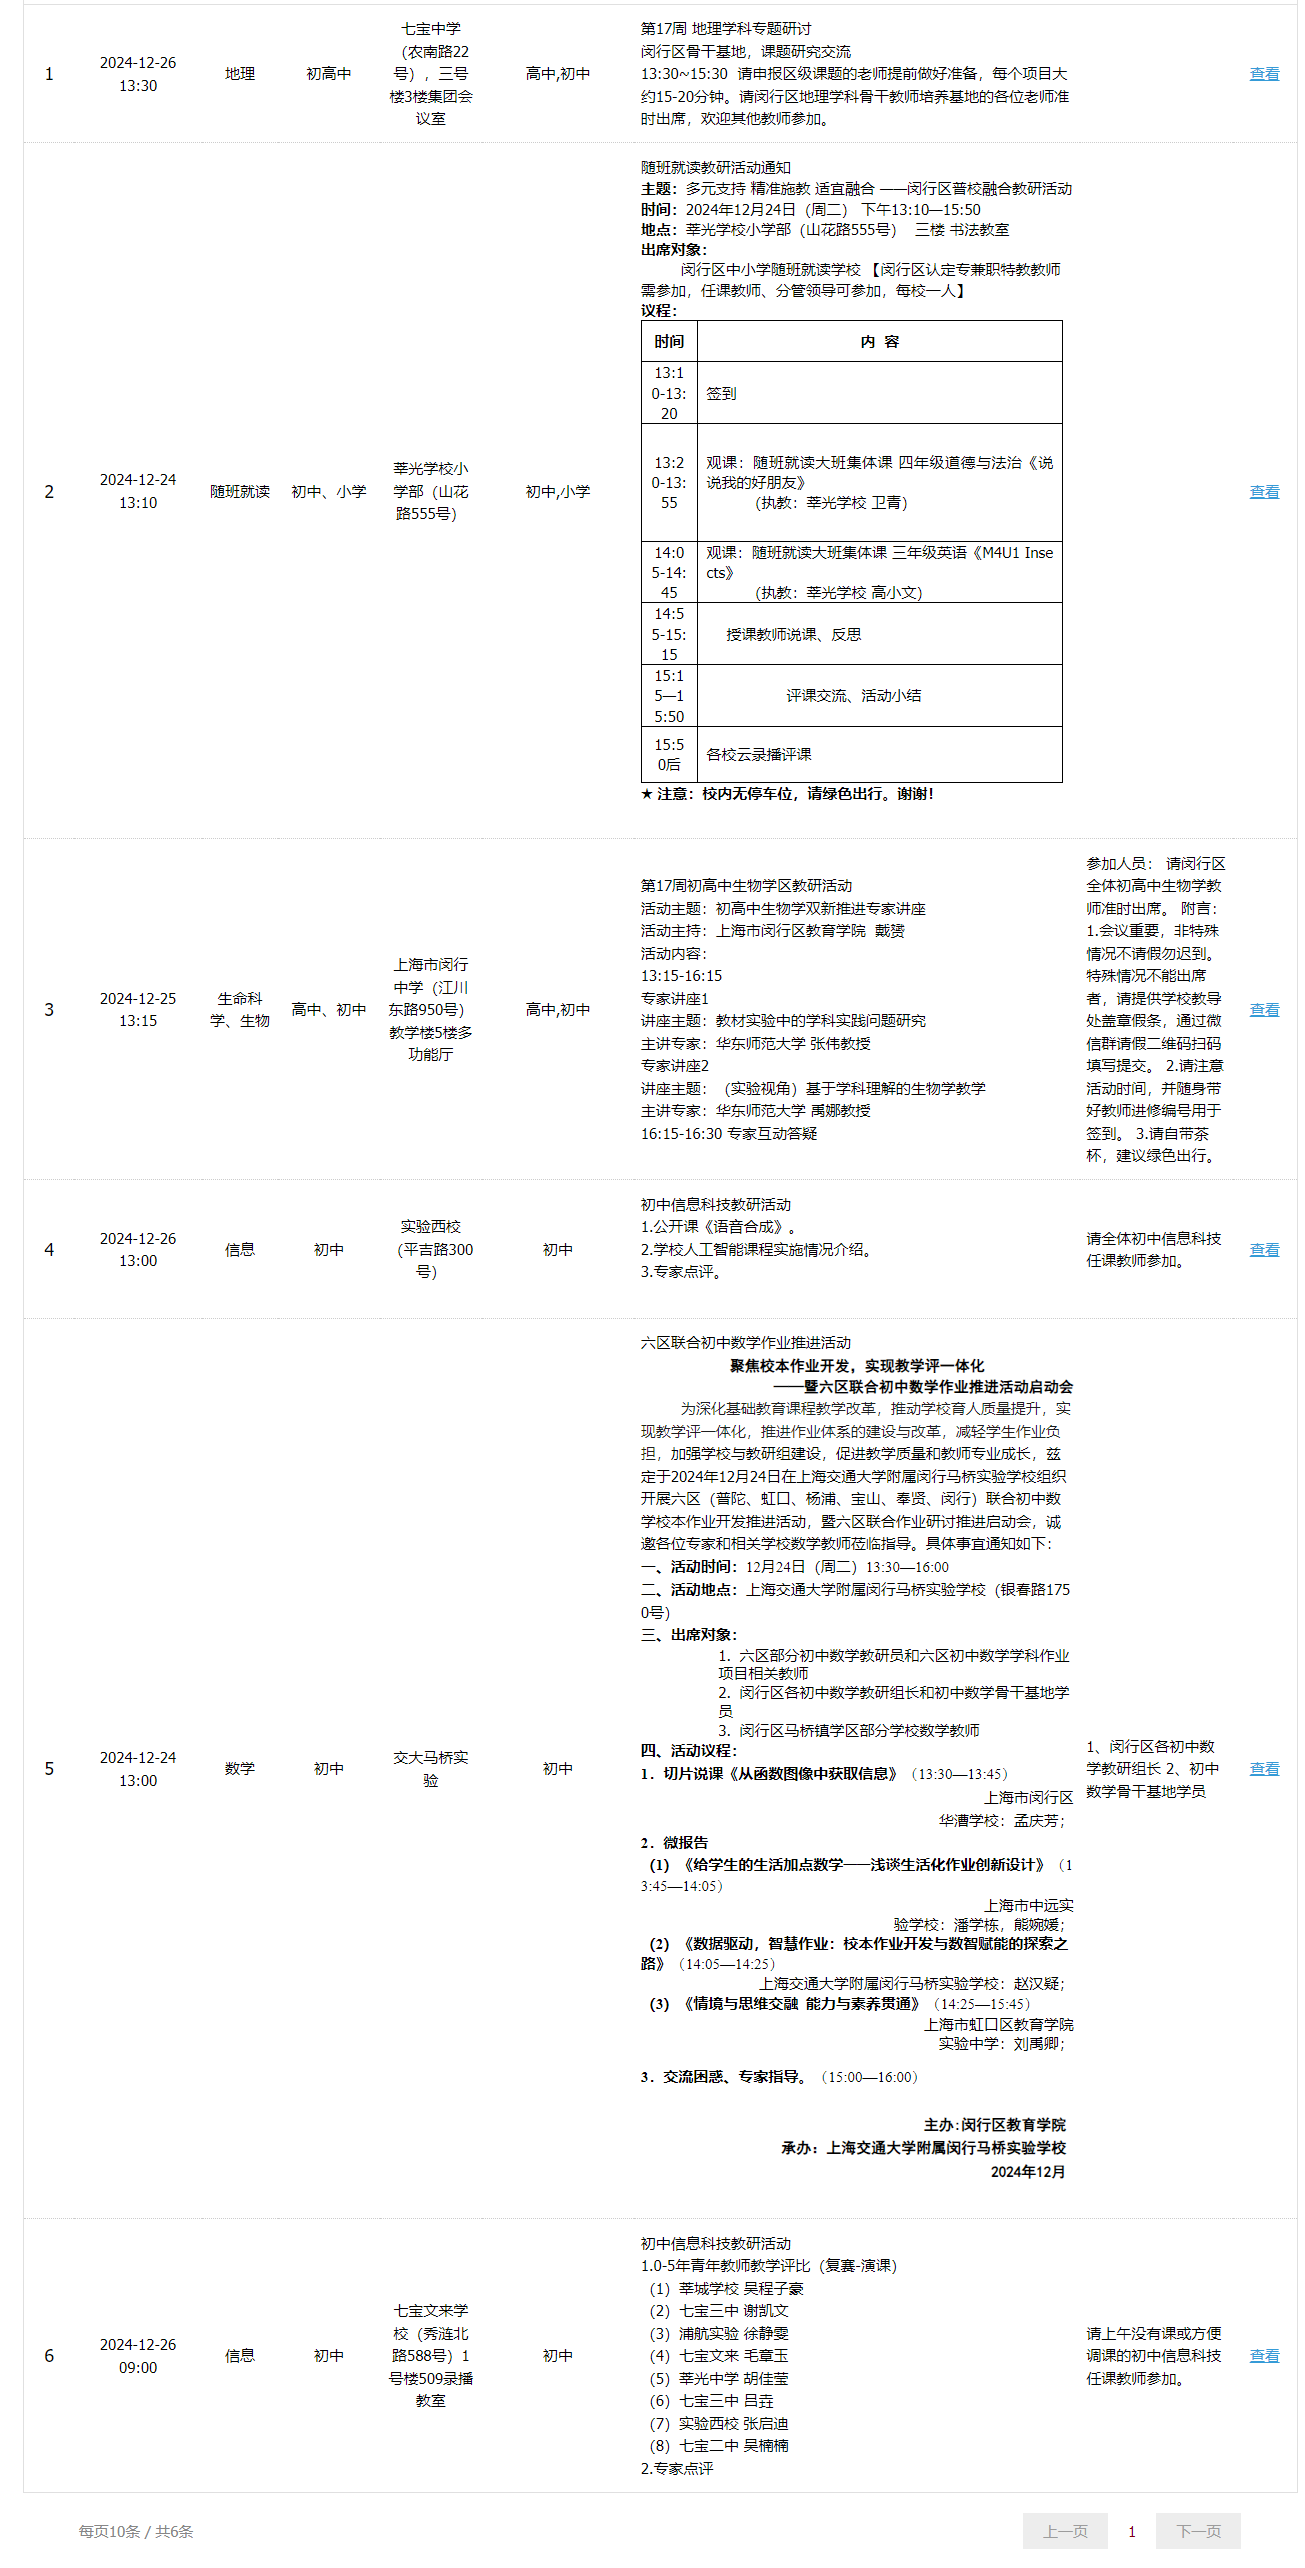 1
2024-12-26
13:30
地理
初高中
七宝中学
（农南路22
号），三号
楼3楼集团会
议室
高中,初中
第17周 地理学科专题研讨
闵行区骨干基地，课题研究交流
13:30~15:30 请申报区级课题的老师提前做好准备，每个项目大
约15-20分钟。请闵行区地理学科骨干教师培养基地的各位老师准
时出席，欢迎其他教师参加。
查看
2
2024-12-24
13:10
随班就读
初中、小学
莘光学校小
学部（山花
路555号）
初中,小学
随班就读教研活动通知
主题：多元支持 精准施教 适宜融合 ——闵行区普校融合教研活动
时间：2024年12月24日（周二） 下午13:10—15:50
地点：莘光学校小学部（山花路555号） 三楼 书法教室
出席对象：
闵行区中小学随班就读学校 【闵行区认定专兼职特教教师
需参加，任课教师、分管领导可参加，每校一人】
议程：
时间
内 容
13:1
0-13:
20
签到
13:2
0-13:
55
观课：随班就读大班集体课 四年级道德与法治《说
说我的好朋友》
（执教：莘光学校 卫青）
14:0
5-14:
45
观课：随班就读大班集体课 三年级英语《M4U1 Inse
cts》
（执教：莘光学校 高小文）
14:5
5-15:
15
授课教师说课、反思
15:1
5—1
5:50
评课交流、活动小结
15:5
0后
各校云录播评课
★ 注意：校内无停车位，请绿色出行。谢谢！
查看
3
2024-12-25
13:15
生命科
学、生物
高中、初中
上海市闵行
中学（江川
东路950号）
教学楼5楼多
功能厅
高中,初中
第17周初高中生物学区教研活动
活动主题：初高中生物学双新推进专家讲座
活动主持：上海市闵行区教育学院 戴赟
活动内容：
13:15-16:15
专家讲座1
讲座主题：教材实验中的学科实践问题研究
主讲专家：华东师范大学 张伟教授
专家讲座2
讲座主题：（实验视角）基于学科理解的生物学教学
主讲专家：华东师范大学 禹娜教授
16:15-16:30 专家互动答疑
参加人员： 请闵行区
全体初高中生物学教
师准时出席。 附言：
1.会议重要，非特殊
情况不请假勿迟到。
特殊情况不能出席
者，请提供学校教导
处盖章假条，通过微
信群请假二维码扫码
填写提交。 2.请注意
活动时间，并随身带
好教师进修编号用于
签到。 3.请自带茶
杯，建议绿色出行。
查看
4
2024-12-26
13:00
信息
初中
实验西校
（平吉路300
号）
初中
初中信息科技教研活动
1.公开课《语音合成》。
2.学校人工智能课程实施情况介绍。
3.专家点评。
请全体初中信息科技
任课教师参加。
查看
5
2024-12-24
13:00
数学
初中
交大马桥实
验
初中
六区联合初中数学作业推进活动
聚焦校本作业开发，实现教学评一体化
——暨六区联合初中数学作业推进活动启动会
为深化基础教育课程教学改革，推动学校育人质量提升，实
现教学评一体化，推进作业体系的建设与改革，减轻学生作业负
担，加强学校与教研组建设，促进教学质量和教师专业成长，兹
定于2024年12月24日在上海交通大学附属闵行马桥实验学校组织
开展六区（普陀、虹口、杨浦、宝山、奉贤、闵行）联合初中数
学校本作业开发推进活动，暨六区联合作业研讨推进启动会，诚
邀各位专家和相关学校数学教师莅临指导。具体事宜通知如下：
一、活动时间：12月24日（周二）13:30—16:00
二、活动地点：上海交通大学附属闵行马桥实验学校（银春路175
0号）
三、出席对象：
1. 六区部分初中数学教研员和六区初中数学学科作业
项目相关教师
2. 闵行区各初中数学教研组长和初中数学骨干基地学
员
3. 闵行区马桥镇学区部分学校数学教师
四、活动议程：
1．切片说课《从函数图像中获取信息》（13:30—13:45）
上海市闵行区
华漕学校：孟庆芳；
2．微报告
（1）《给学生的生活加点数学——浅谈生活化作业创新设计》（1
3:45—14:05）
上海市中远实
验学校：潘学栋，熊婉媛；
（2）《数据驱动，智慧作业：校本作业开发与数智赋能的探索之
路》（14:05—14:25）
上海交通大学附属闵行马桥实验学校：赵汉疑；
（3）《情境与思维交融 能力与素养贯通》（14:25—15:45）
上海市虹口区教育学院
实验中学：刘禹卿；
3．交流困惑、专家指导。（15:00—16:00）
主办:闵行区教育学院
承办：上海交通大学附属闵行马桥实验学校
2024年12月
1、闵行区各初中数
学教研组长 2、初中
数学骨干基地学员
查看
6
2024-12-26
09:00
信息
初中
七宝文来学
校（秀涟北
路588号）1
号楼509录播
教室
初中
初中信息科技教研活动
1.0-5年青年教师教学评比（复赛-演课）
（1）莘城学校 吴程子豪
（2）七宝三中 谢凯文
（3）浦航实验 徐静雯
（4）七宝文来 毛章玉
（5）莘光中学 胡佳莹
（6）七宝三中 吕垚
（7）实验西校 张启迪
（8）七宝二中 吴楠楠
2.专家点评
请上午没有课或方便
调课的初中信息科技
任课教师参加。
查看
每页10条 / 共6条
上一页
1
下一页